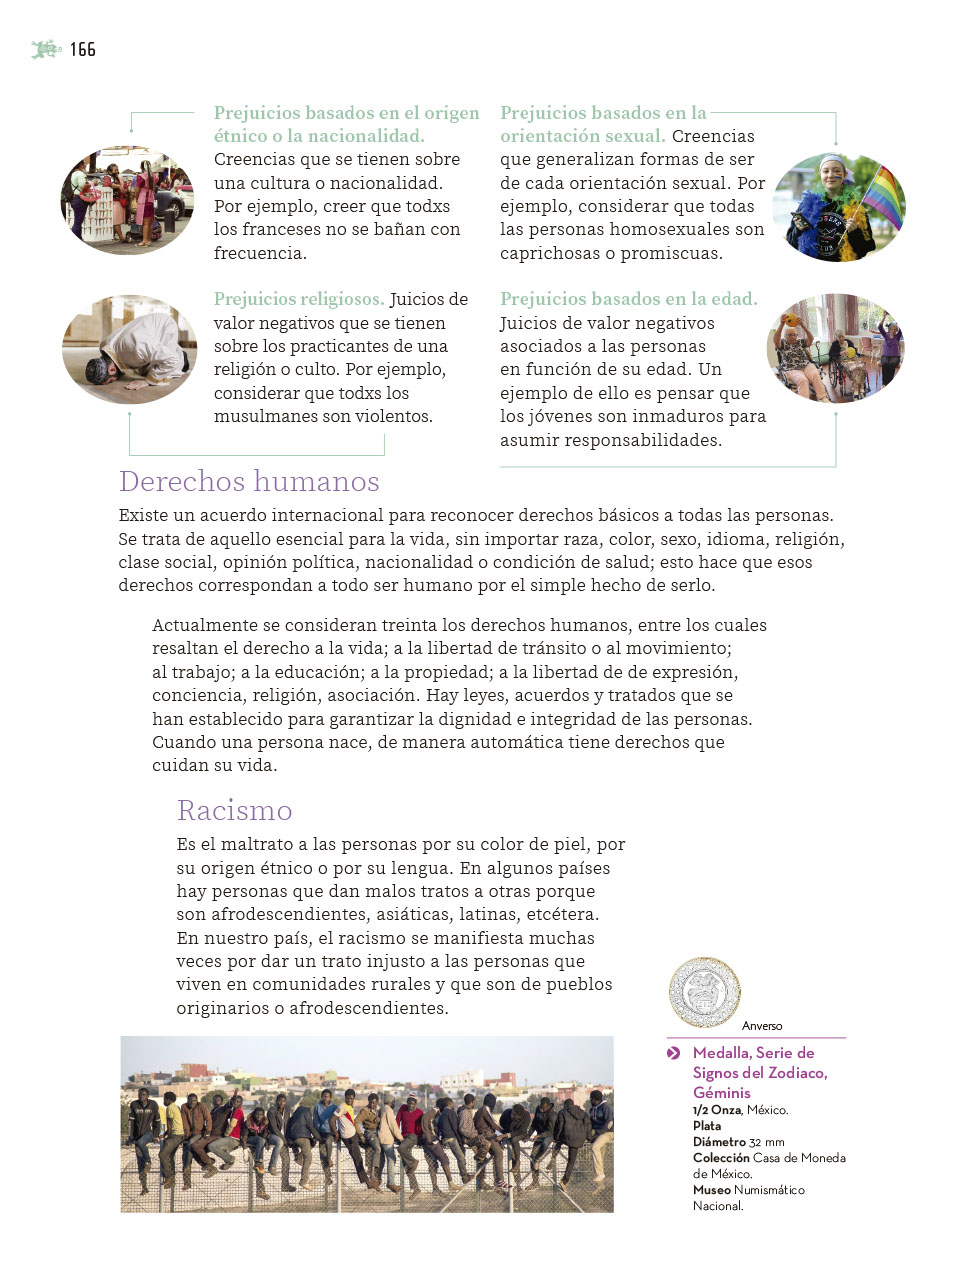 166
Prejuicios basados en el origen
étnico o la nacionalidad.
Creencias que se tienen sobre
una cultura o nacionalidad.
Por ejemplo, creer que todxs
los franceses no se bañan con
frecuencia.
Prejuicios religiosos. Juicios de
valor negativos que se tienen
sobre los practicantes de una
religión o culto. Por ejemplo,
considerar que todxs los
musulmanes son violentos.
Prejuicios basados en la
orientación sexual. Creencias
que generalizan formas de ser
de cada orientación sexual. Por
ejemplo, considerar que todas
las personas homosexuales son
caprichosas o promiscuas.
Prejuicios basados en la edad.
Juicios de valor negativos
asociados a las personas
en función de su edad. Un
ejemplo de ello es pensar que
los jóvenes son inmaduros para
asumir responsabilidades.
Derechos humanos
Existe un acuerdo internacional para reconocer derechos básicos a todas las personas.
Se trata de aquello esencial para la vida, sin importar raza, color, sexo, idioma, religión,
clase social, opinión política, nacionalidad o condición de salud; esto hace que esos
derechos correspondan a todo ser humano por el simple hecho de serlo.
Actualmente se consideran treinta los derechos humanos, entre los cuales
resaltan el derecho a la vida; a la libertad de tránsito o al movimiento;
al trabajo; a la educación; a la propiedad; a la libertad de de expresión,
conciencia, religión, asociación. Hay leyes, acuerdos y tratados que se
han establecido para garantizar la dignidad e integridad de las personas.
Cuando una persona nace, de manera automática tiene derechos que
cuidan su vida.
Racismo
Es el maltrato a las personas por su color de piel, por
su origen étnico o por su lengua. En algunos países
hay personas que dan malos tratos a otras porque
son afrodescendientes, asiáticas, latinas, etcétera.
En nuestro país, el racismo se manifiesta muchas
veces por dar un trato injusto a las personas que
viven en comunidades rurales y que son de pueblos
originarios o afrodescendientes.
Anverso
Medalla, Serie de
Signos del Zodiaco,
Géminis
1/2 Onza, México.
Plata
Diámetro 32 mm
Colección Casa de Moneda
de México.
Museo Numismático
Nacional.